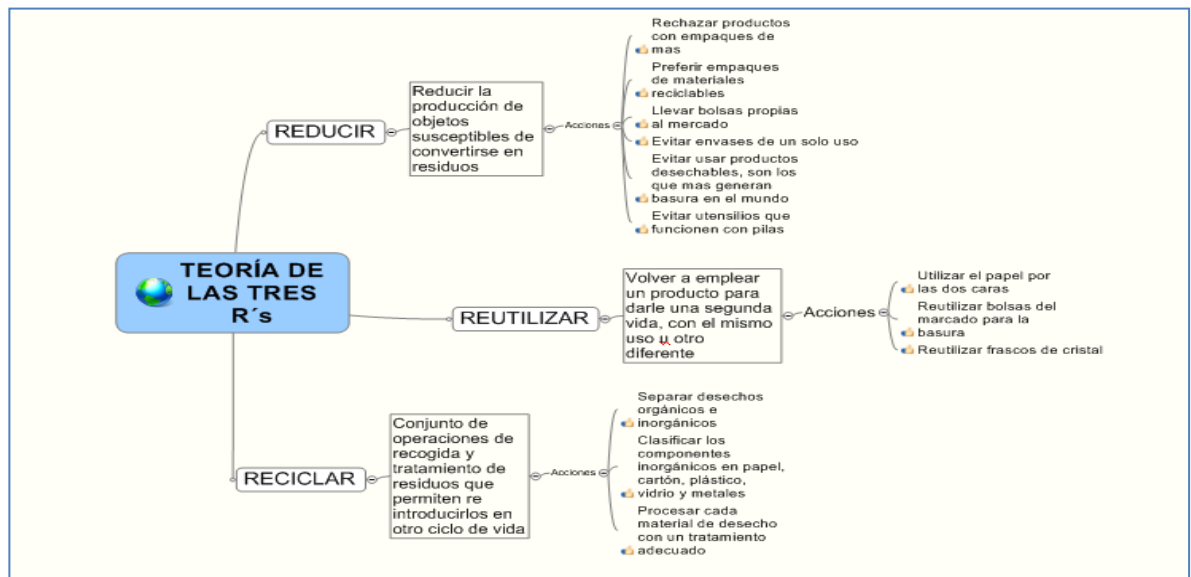 TEORÍA DE
LAS TRES
R´s
REDUCIR
Reducir la
producción de
objetos
susceptibles de
convertirse en
residuos
Acciones
Rechazar productos
con empaques de
mas
Preferir empaques
de materiales
reciclables
Llevar bolsas propias
al mercado
Evitar envases de un solo uso
Evitar usar productos
desechables, son los
que mas generan
basura en el mundo
Evitar utensilios que
funcionen con pilas
REUTILIZAR
Volver a emplear
un producto para
darle una segunda
vida, con el mismo
uso u otro
diferente
Acciones
Utilizar el papel por
las dos caras
Reutilizar bolsas del
marcado para la
basura
Reutilizar frascos de cristal
RECICLAR
Conjunto de
operaciones de
recogida y
tratamiento de
residuos que
permiten re
introducirlos en
otro ciclo de vida
Acciones
Separar desechos
orgánicos e
inorgánicos
Clasificar los
componentes
inorgánicos en papel,
cartón, plástico,
vidrio y metales
Procesar cada
material de desecho
con un tratamiento
adecuado